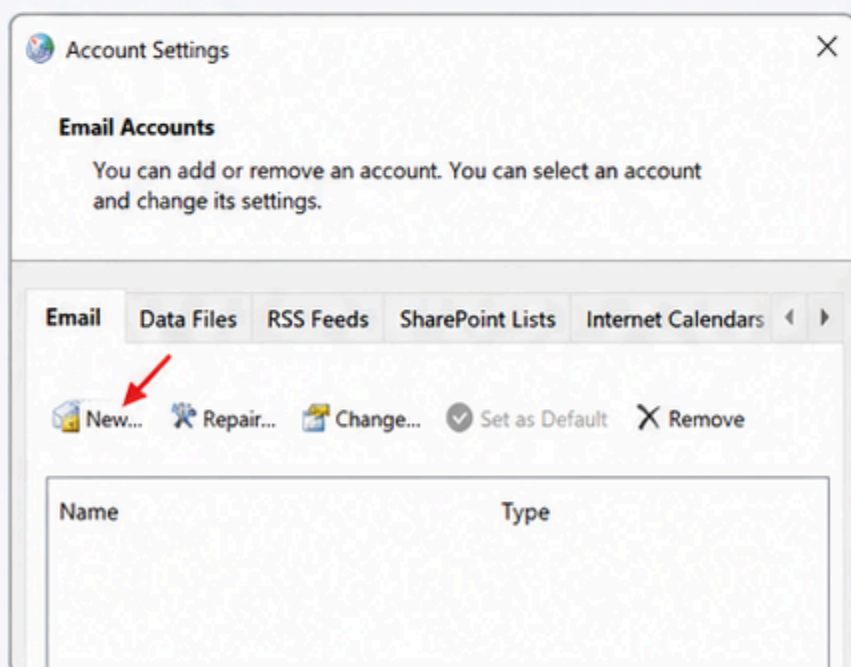 Account Settings
Email Accounts
You can add or remove an account. You can select an account
and change its settings.
Email Data Files RSS Feeds SharePoint Lists Internet Calendars
New... Repair... Change... Set as Default Remove
Name Type